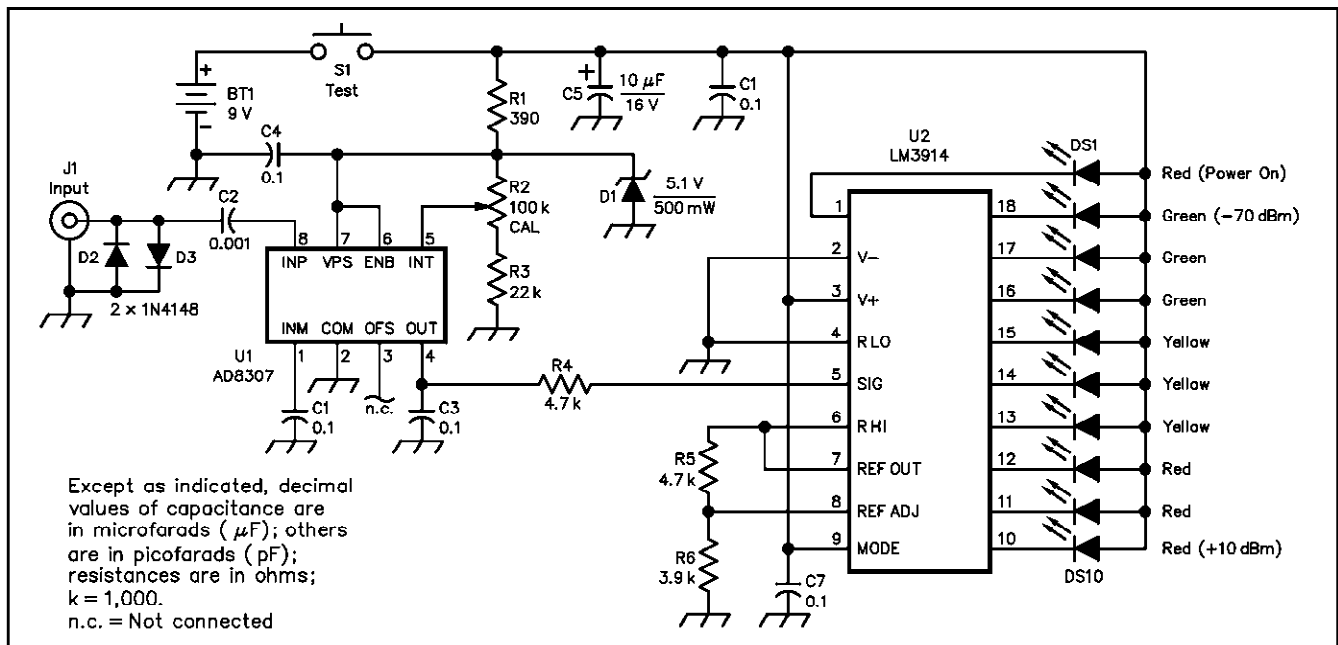 S1
Test
+
BT1
9 V
−
R1
390
+
C5
10 µF
16 V
C1
0.1
U2
LM3914
DS1
Red (Power On)
J1
Input
C4
0.1
C2
0.001
R2
100 k
CAL
D1
5.1 V
500 mW
D2
D3
2 x 1N4148
8
7
6
5
INP
VPS
ENB
INT
INM
COM
OFS
OUT
1
2
3
4
U1
AD8307
R3
22 k
C1
0.1
n.c.
C3
0.1
R4
4.7 k
R5
4.7 k
R6
3.9 k
C7
0.1
1
2 V−
3 V+
4 RLO
5 SIG
6 RHI
7 REF OUT
8 REF ADJ
9 MODE
18 Green (−70 dBm)
17 Green
16 Green
15 Yellow
14 Yellow
13 Yellow
12 Red
11 Red
10 Red (+10 dBm)
DS10
Except as indicated, decimal
values of capacitance are
in microfarads ( µF); others
are in picofarads ( pF);
resistances are in ohms;
k = 1,000.
n.c. = Not connected